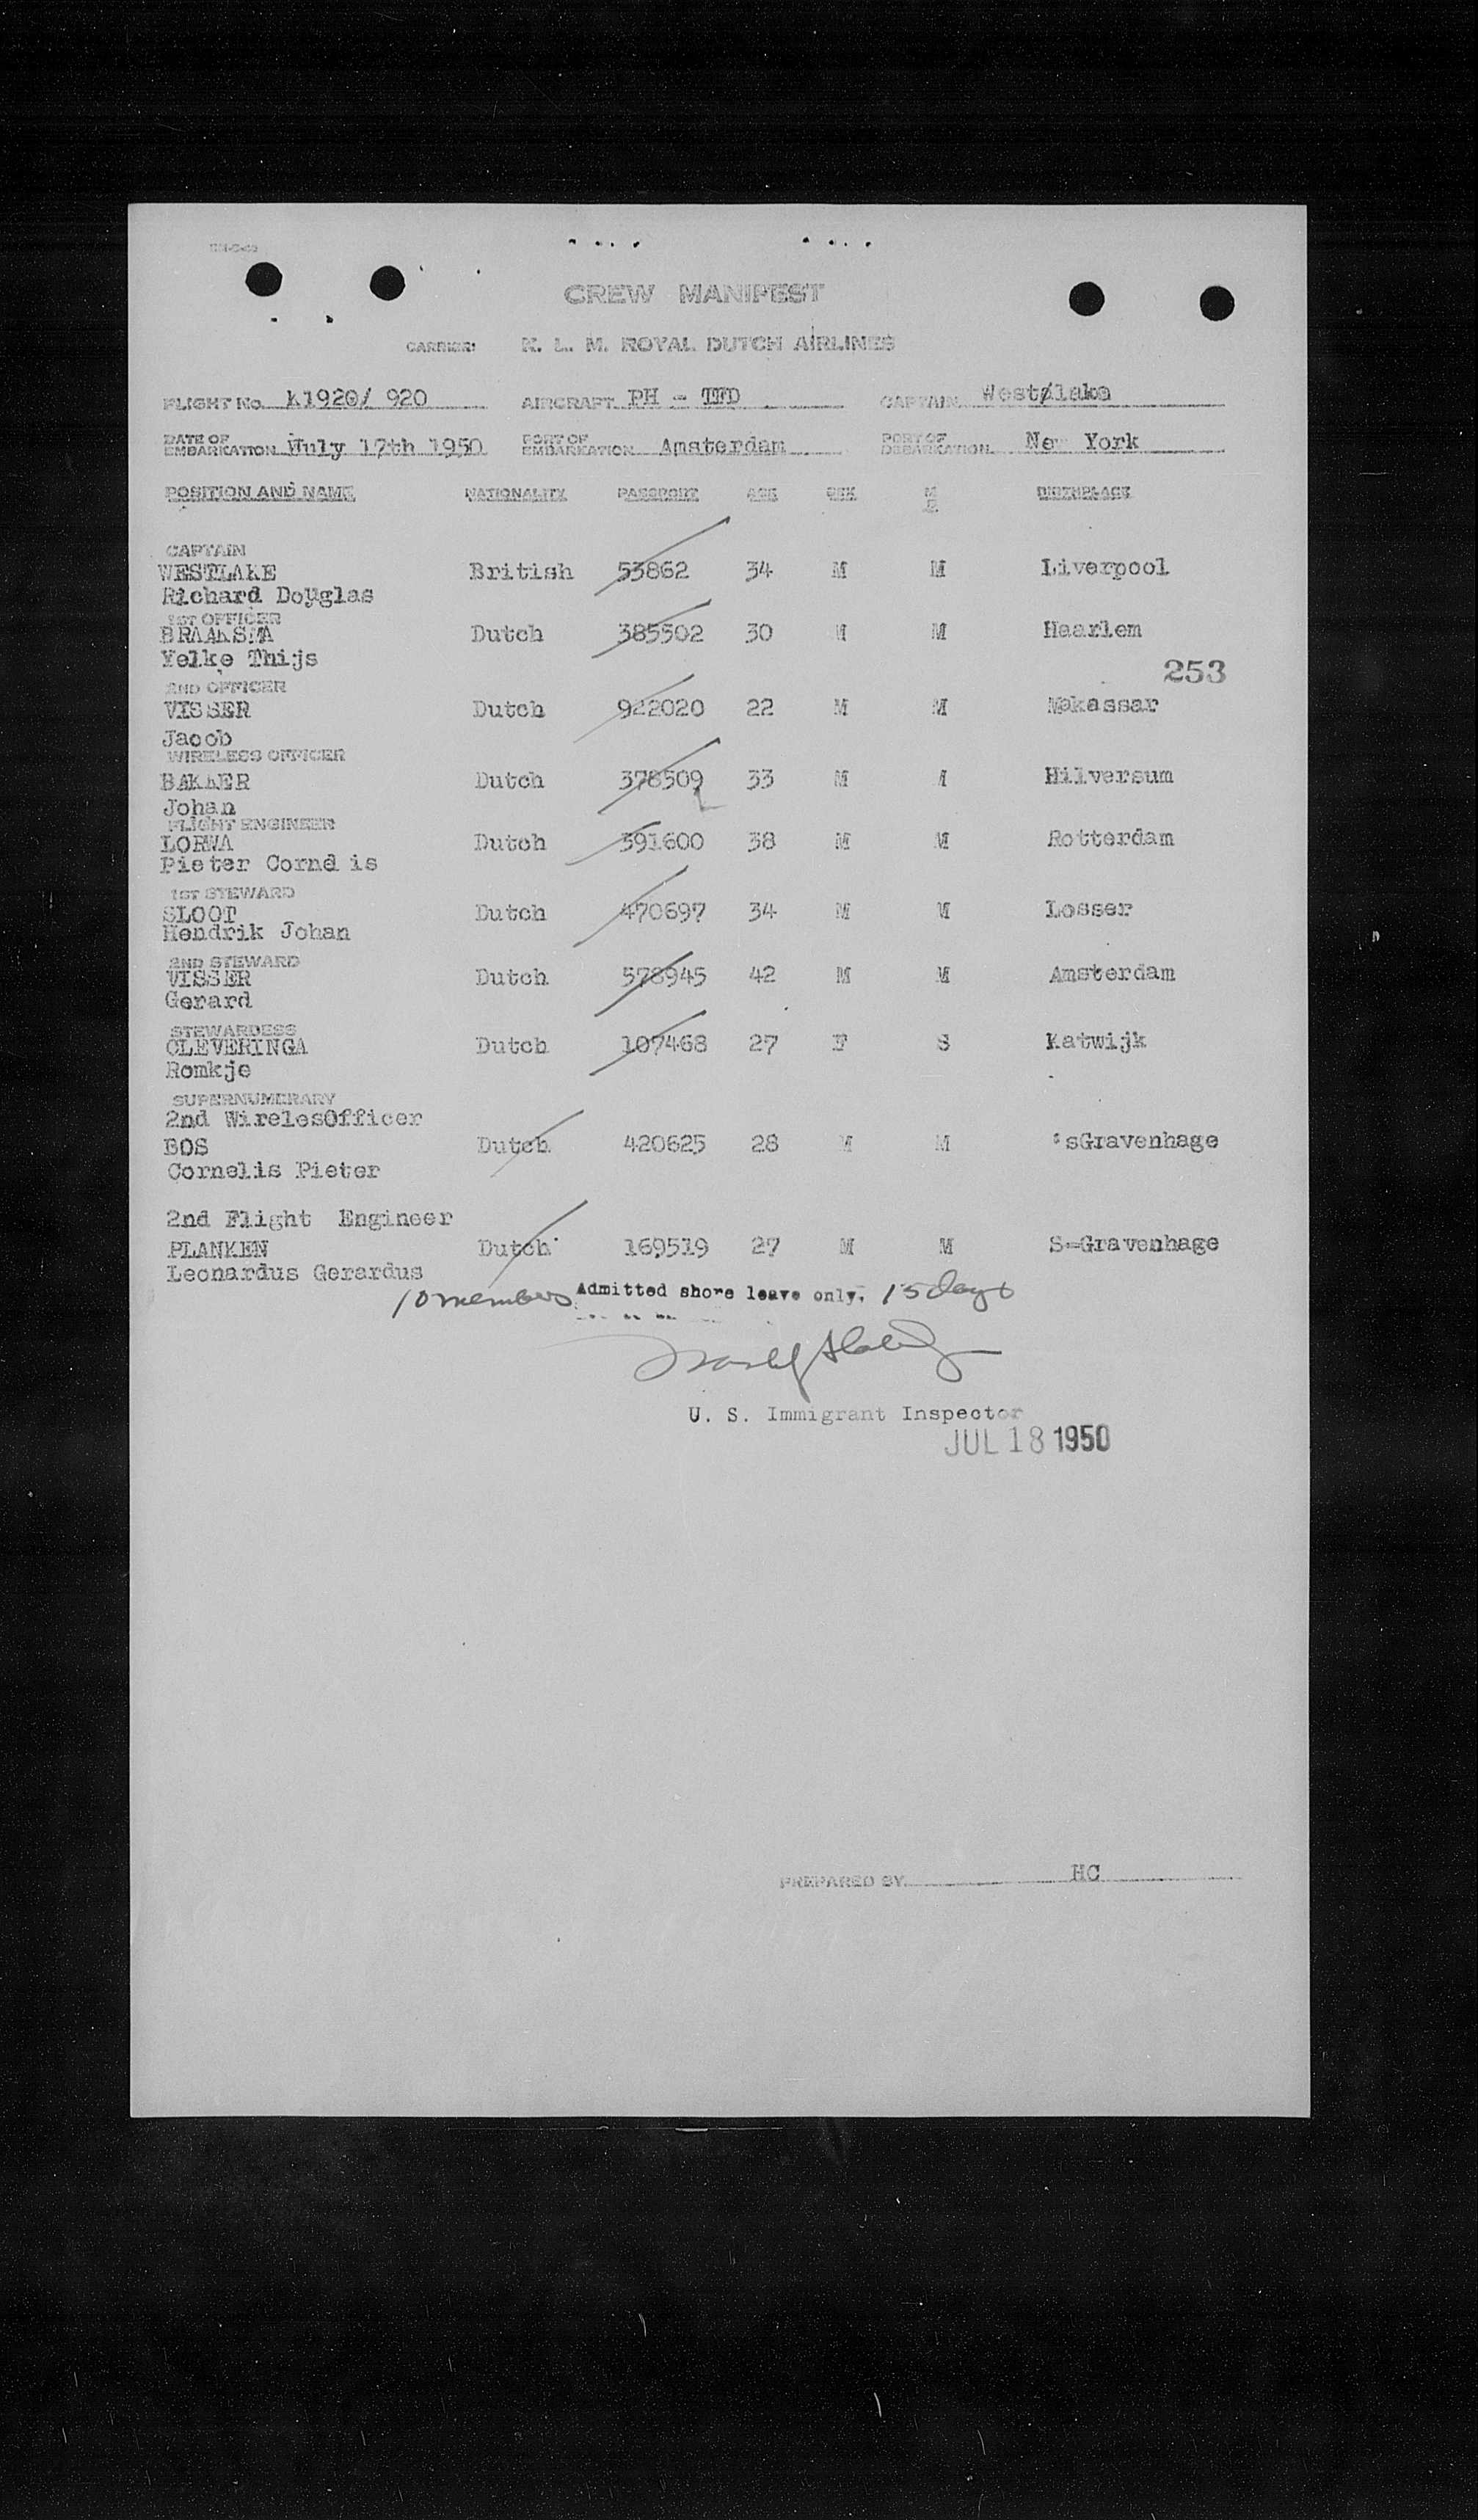 CREW MANIFEST
CARRIER: K. L. M. ROYAL DUTCH AIRLINES
FLIGHT No. k1920/ 920 AIRCRAFT PH - TFD CAPTAIN Westølake
DATE OF EMBARKATION July 17th 1950 PORT OF EMBARKATION Amsterdam PORT OF DEBARKATION New York
POSITION AND NAME NATIONALITY PASSPORT AGE SEX M S BIRTHPLACE
CAPTAIN
WESTLAKE British 53862 34 M M Liverpool
Richard Douglas
1ST OFFICER
BRAAKSMA Dutch 385502 30 M M Haarlem
Yelke Thijs
253
2ND OFFICER
VISSER Dutch 922020 22 M M Makassar
Jacob
WIRELESS OFFICER
BAKKER Dutch 378509 33 M M Hilversum
Johan
FLIGHT ENGINEER
Dutch 391600 38 M M Rotterdam
Pieter Cornelis
1ST STEWARD
SLOOT Dutch 470697 34 M M Losser
Hendrik Johan
2ND STEWARD
VISSER Dutch 578945 42 M M Amsterdam
Gerard
STEWARDESS
CLEVERINGA Dutch 107468 27 F S Katwijk
Romkje
SUPERNUMERARY
2nd WirelesOfficer
BOS Dutch 420625 28 M M 'sGravenhage
Cornelis Pieter
2nd Flight Engineer
PLANKEN Dutch 169519 27 M M S-Gravenhage
Leonardus Gerardus
10 members Admitted shore leave only. 15 days
U. S. Immigrant Inspector
JUL 18 1950
PREPARED BY HC